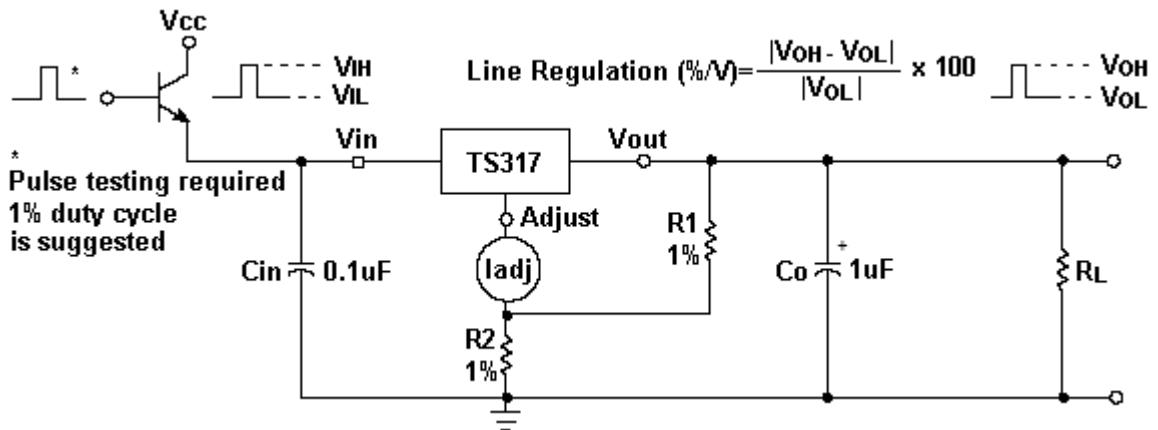 Vcc
*
VIH
VIL
Line Regulation (%/V)= |VOH - VOL| / |VOL| x 100
VOH
VOL
Vin
TS317
Vout
*
Pulse testing required
1% duty cycle
is suggested
Adjust
R1
1%
Cin
0.1uF
Iadj
Co
+
1uF
RL
R2
1%